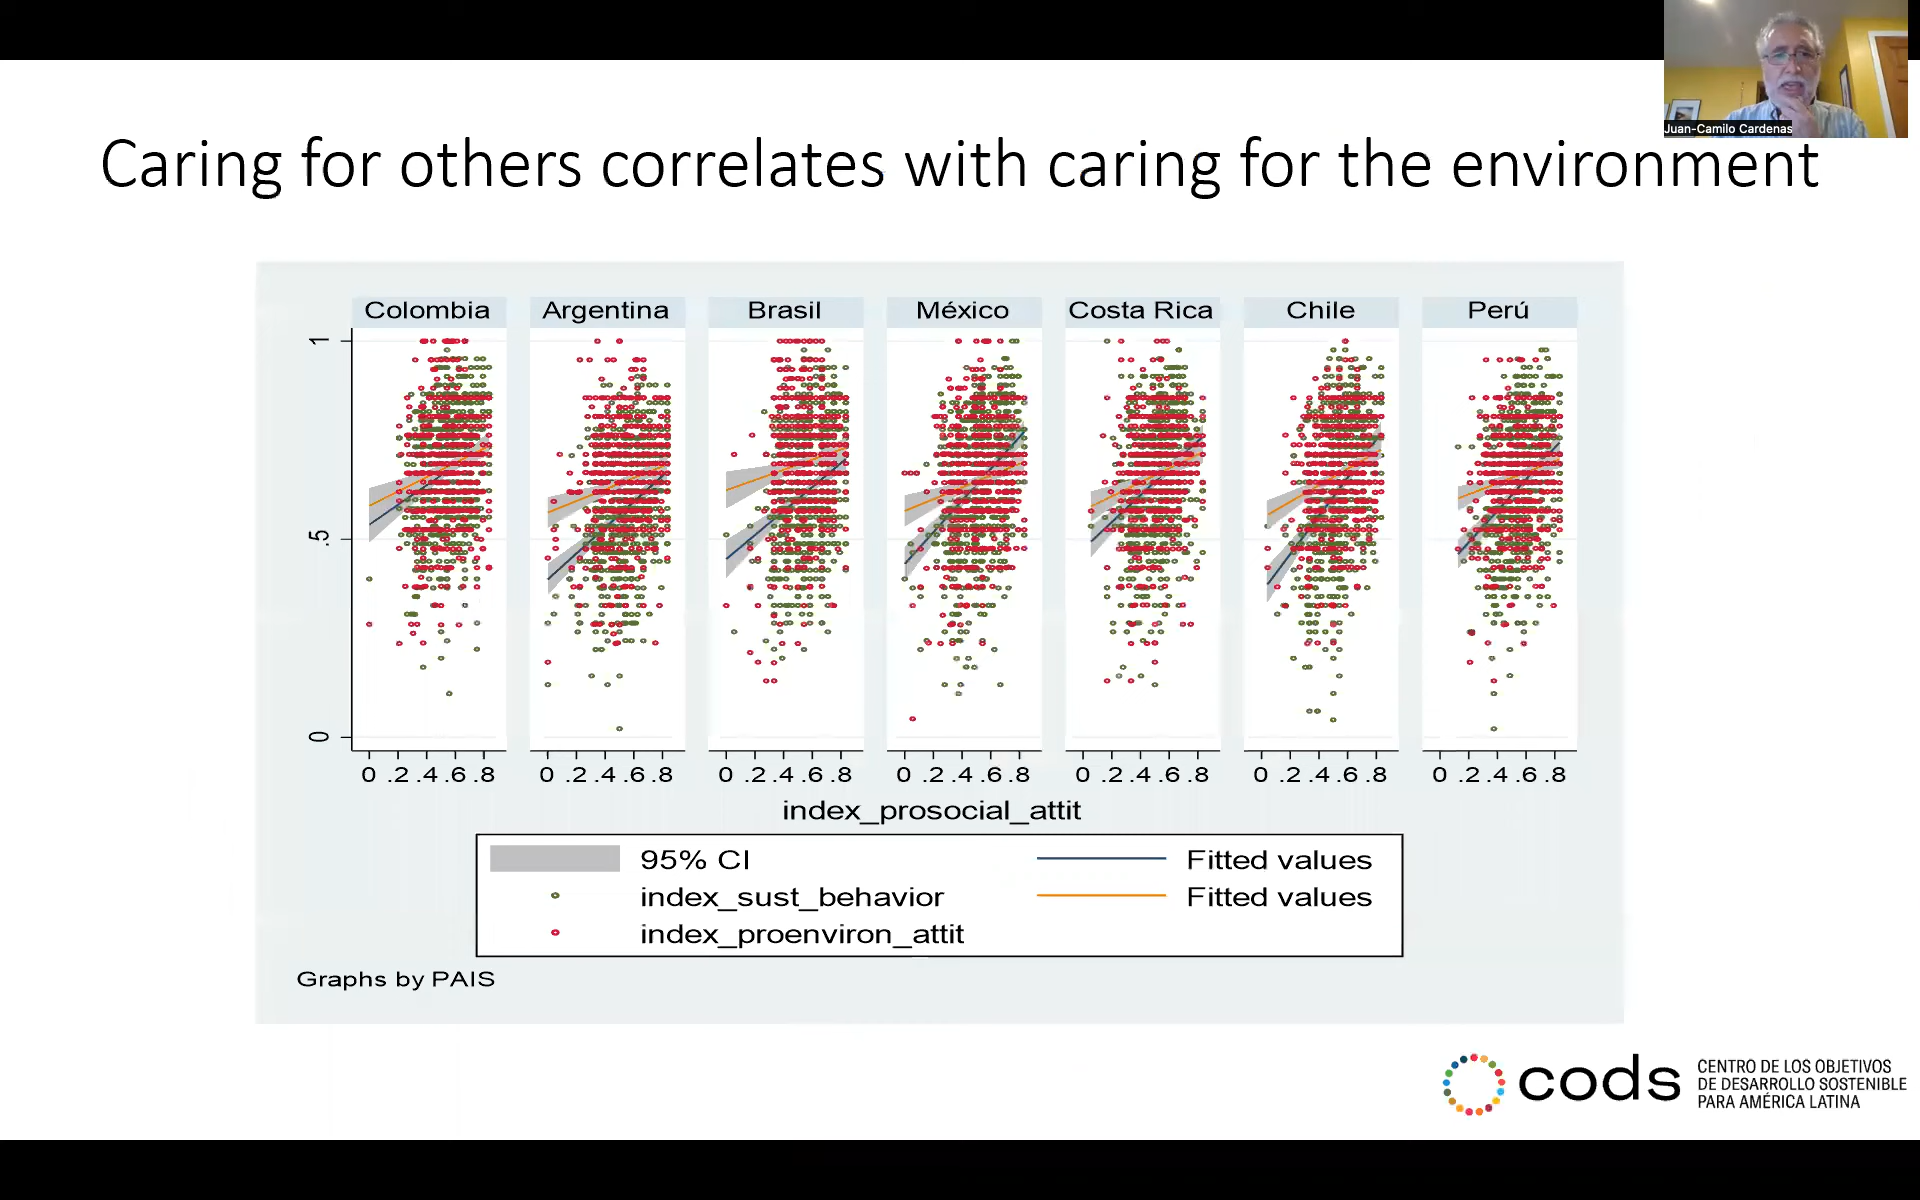 Juan-Camilo Cardenas
Caring for others correlates with caring for the environment
Colombia
Argentina
Brasil
México
Costa Rica
Chile
Perú
1
.5
0
0 .2 .4 .6 .8
0 .2 .4 .6 .8
0 .2 .4 .6 .8
0 .2 .4 .6 .8
0 .2 .4 .6 .8
0 .2 .4 .6 .8
0 .2 .4 .6 .8
index_prosocial_attit
95% CI
Fitted values
index_sust_behavior
Fitted values
index_proenviron_attit
Graphs by PAIS
cods
CENTRO DE LOS OBJETIVOS
DE DESARROLLO SOSTENIBLE
PARA AMÉRICA LATINA